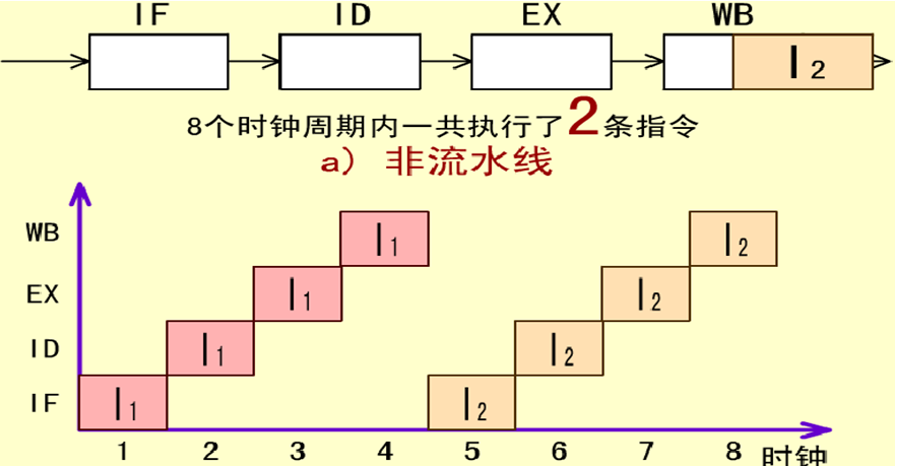 IF ID EX WB
I2
8个时钟周期内一共执行了2条指令
a) 非流水线
WB I1 I2
EX I1 I2
ID I1 I2
IF I1 I2
1 2 3 4 5 6 7 8 时钟